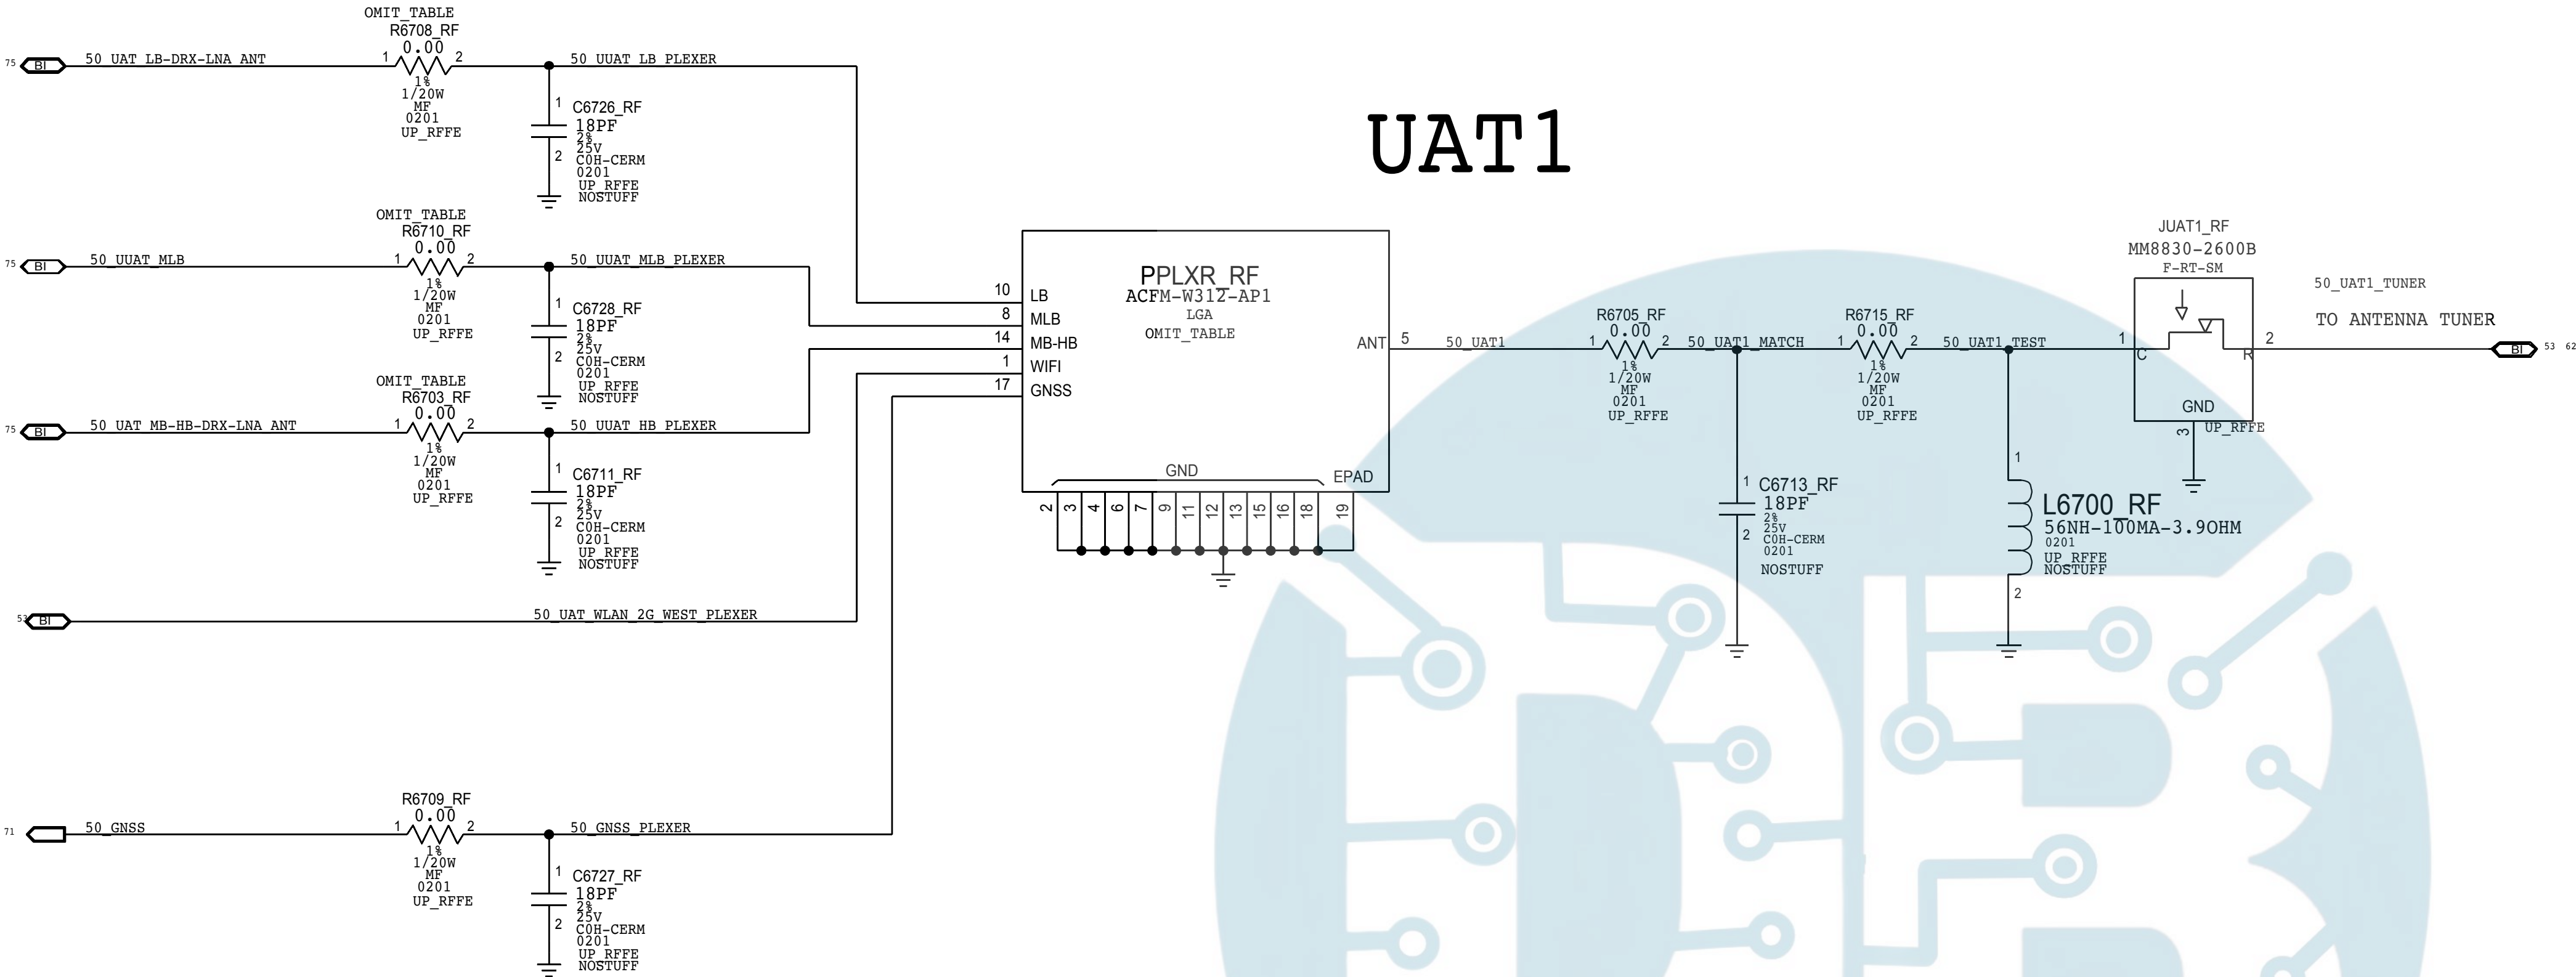 UAT1
OMIT_TABLE
R6708_RF
0.00
1 2
1%
1/20W
MF
0201
UP_RFFE
75 BI 50_UAT_LB-DRX-LNA_ANT
50_UUAT_LB_PLEXER
1 C6726_RF
18PF
2%
25V
2 C0H-CERM
0201
UP_RFFE
NOSTUFF
OMIT_TABLE
R6710_RF
0.00
1 2
1%
1/20W
MF
0201
UP_RFFE
75 BI 50_UUAT_MLB
50_UUAT_MLB_PLEXER
1 C6728_RF
18PF
2%
25V
2 C0H-CERM
0201
UP_RFFE
NOSTUFF
OMIT_TABLE
R6703_RF
0.00
1 2
1%
1/20W
MF
0201
UP_RFFE
75 BI 50_UAT_MB-HB-DRX-LNA_ANT
50_UUAT_HB_PLEXER
1 C6711_RF
18PF
2%
25V
2 C0H-CERM
0201
UP_RFFE
NOSTUFF
53 BI 50_UAT_WLAN_2G_WEST_PLEXER
R6709_RF
0.00
1 2
1%
1/20W
MF
0201
UP_RFFE
71 50_GNSS
50_GNSS_PLEXER
1 C6727_RF
18PF
2%
25V
2 C0H-CERM
0201
UP_RFFE
NOSTUFF
PPLXR_RF
ACFM-W312-AP1
LGA
OMIT_TABLE
10 LB
8 MLB
14 MB-HB
1 WIFI
17 GNSS
ANT 5
GND EPAD
2 3 4 6 7 9 11 12 13 15 16 18 19
50_UAT1
R6705_RF
0.00
1 2
1%
1/20W
MF
0201
UP_RFFE
50_UAT1_MATCH
1 C6713_RF
18PF
2%
25V
2 C0H-CERM
0201
NOSTUFF
R6715_RF
0.00
1 2
1%
1/20W
MF
0201
UP_RFFE
50_UAT1_TEST
1
L6700_RF
56NH-100MA-3.9OHM
0201
UP_RFFE
NOSTUFF
2
JUAT1_RF
MM8830-2600B
F-RT-SM
1 C R 2
GND
3 UP_RFFE
50_UAT1_TUNER
TO ANTENNA TUNER
BI 53 62